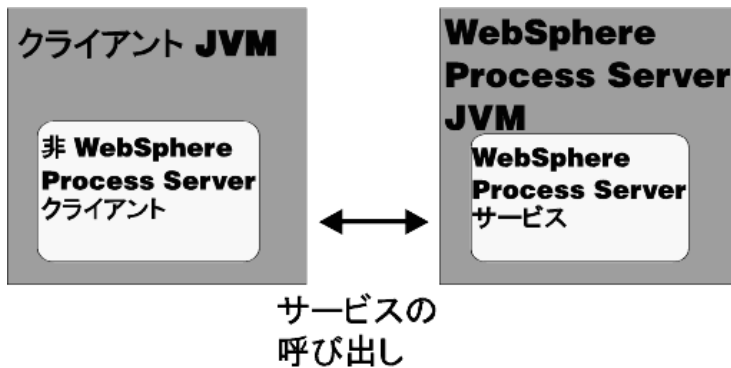 クライアント JVM
非 WebSphere
Process Server
クライアント
WebSphere
Process Server
JVM
WebSphere
Process Server
サービス
サービスの
呼び出し